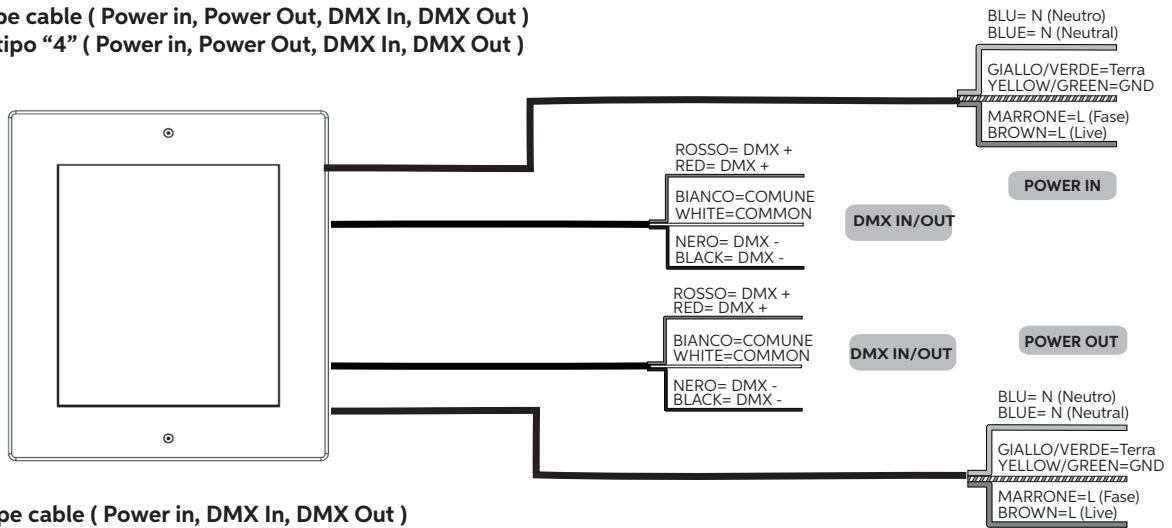 pe cable ( Power in, Power Out, DMX In, DMX Out )
tipo “4” ( Power in, Power Out, DMX In, DMX Out )
BLU= N (Neutro)
BLUE= N (Neutral)
GIALLO/VERDE=Terra
YELLOW/GREEN=GND
MARRONE=L (Fase)
BROWN=L (Live)
POWER IN
ROSSO= DMX +
RED= DMX +
BIANCO=COMUNE
WHITE=COMMON
NERO= DMX -
BLACK= DMX -
DMX IN/OUT
ROSSO= DMX +
RED= DMX +
BIANCO=COMUNE
WHITE=COMMON
NERO= DMX -
BLACK= DMX -
DMX IN/OUT
POWER OUT
BLU= N (Neutro)
BLUE= N (Neutral)
GIALLO/VERDE=Terra
YELLOW/GREEN=GND
MARRONE=L (Fase)
BROWN=L (Live)
pe cable ( Power in, DMX In, DMX Out )